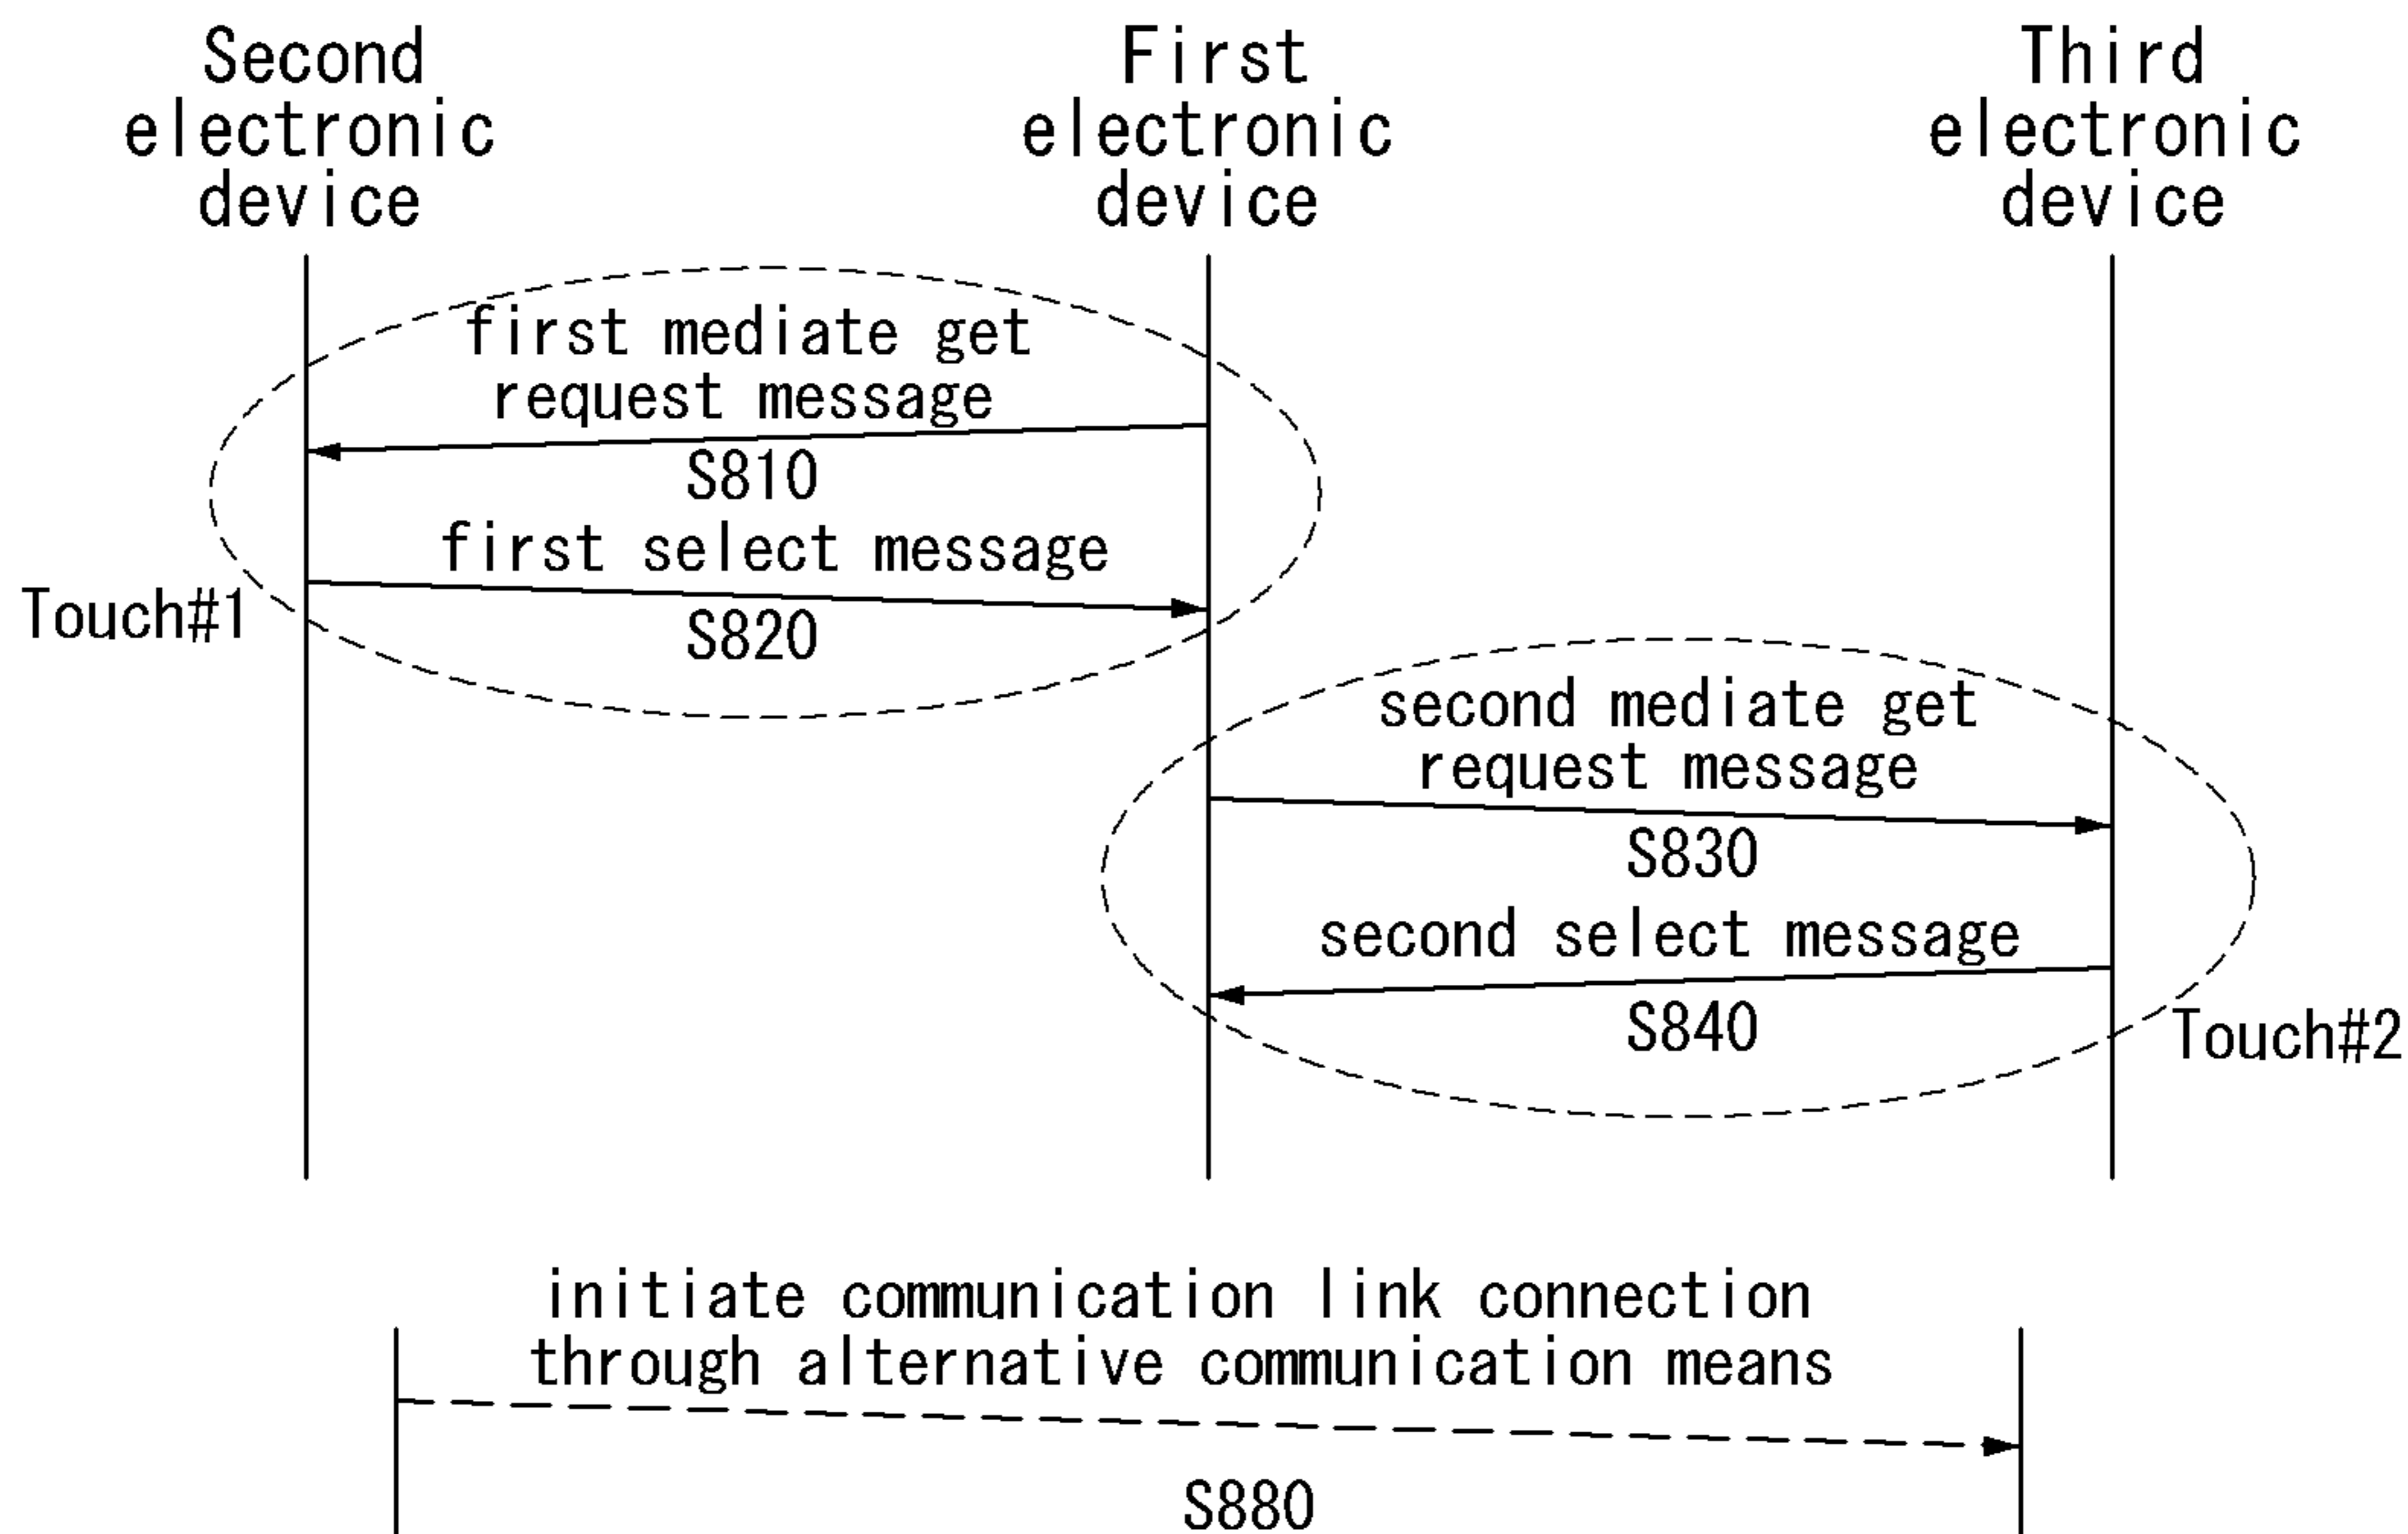 Second
electronic
device
First
electronic
device
Third
electronic
device
first mediate get
request message
S810
first select message
S820
Touch#1
second mediate get
request message
S830
second select message
S840
Touch#2
initiate communication link connection
through alternative communication means
S880